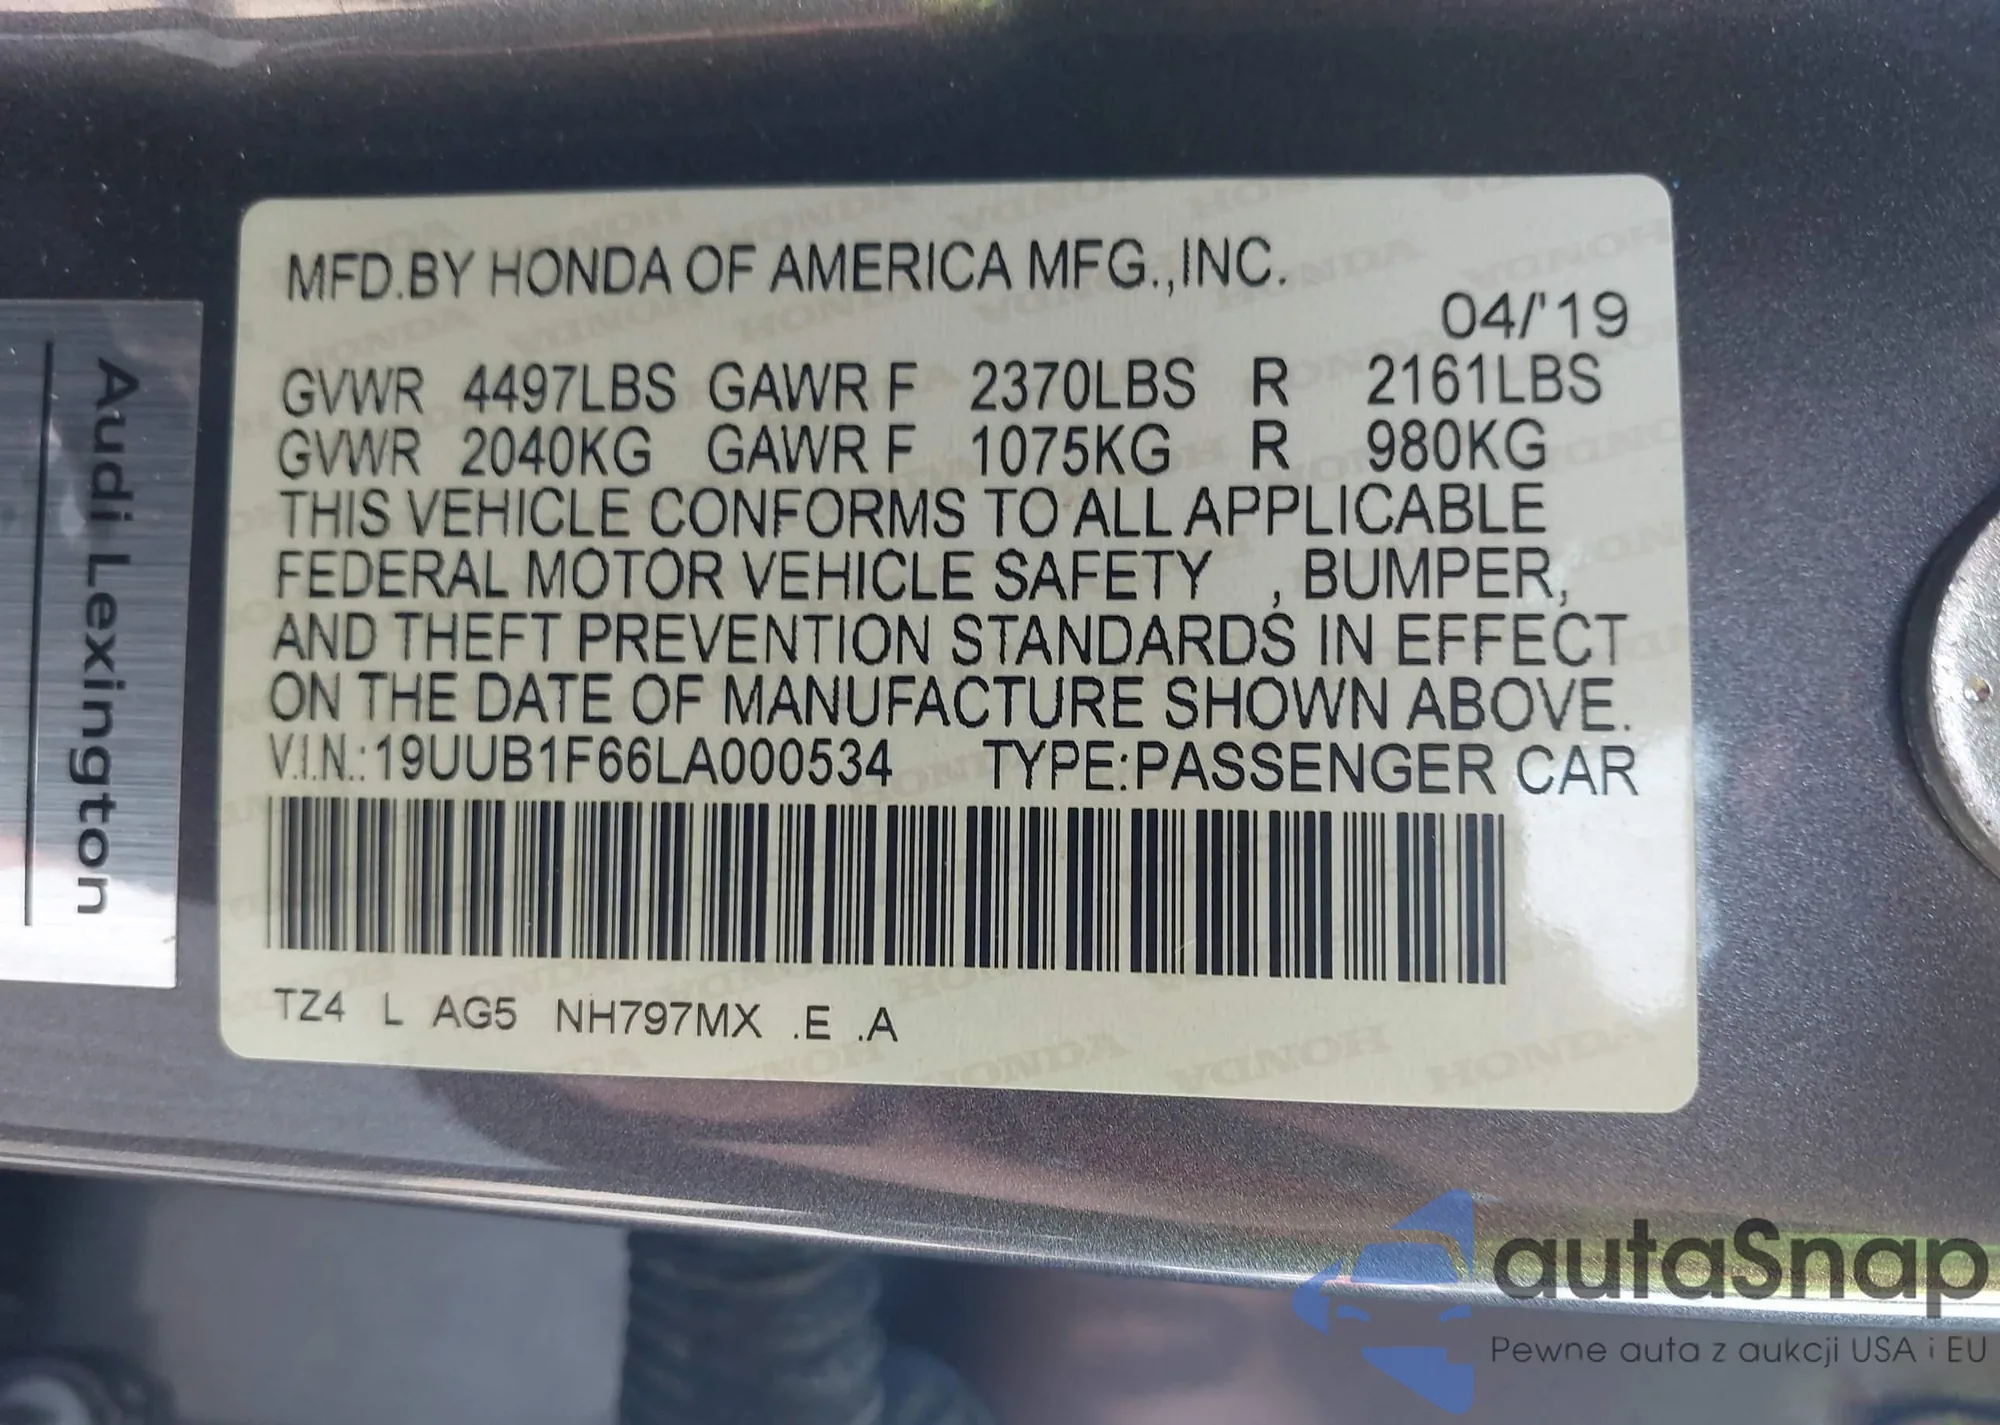 MFD.BY HONDA OF AMERICA MFG.,INC.
04/'19
GVWR 4497LBS GAWR F 2370LBS R 2161LBS
GVWR 2040KG GAWR F 1075KG R 980KG
THIS VEHICLE CONFORMS TO ALL APPLICABLE
FEDERAL MOTOR VEHICLE SAFETY , BUMPER,
AND THEFT PREVENTION STANDARDS IN EFFECT
ON THE DATE OF MANUFACTURE SHOWN ABOVE.
V.I.N.:19UUB1F66LA000534 TYPE:PASSENGER CAR
TZ4 L AG5 NH797MX .E .A
Audi Lexington
autaSnap
Pewne auta z aukcji USA i EU